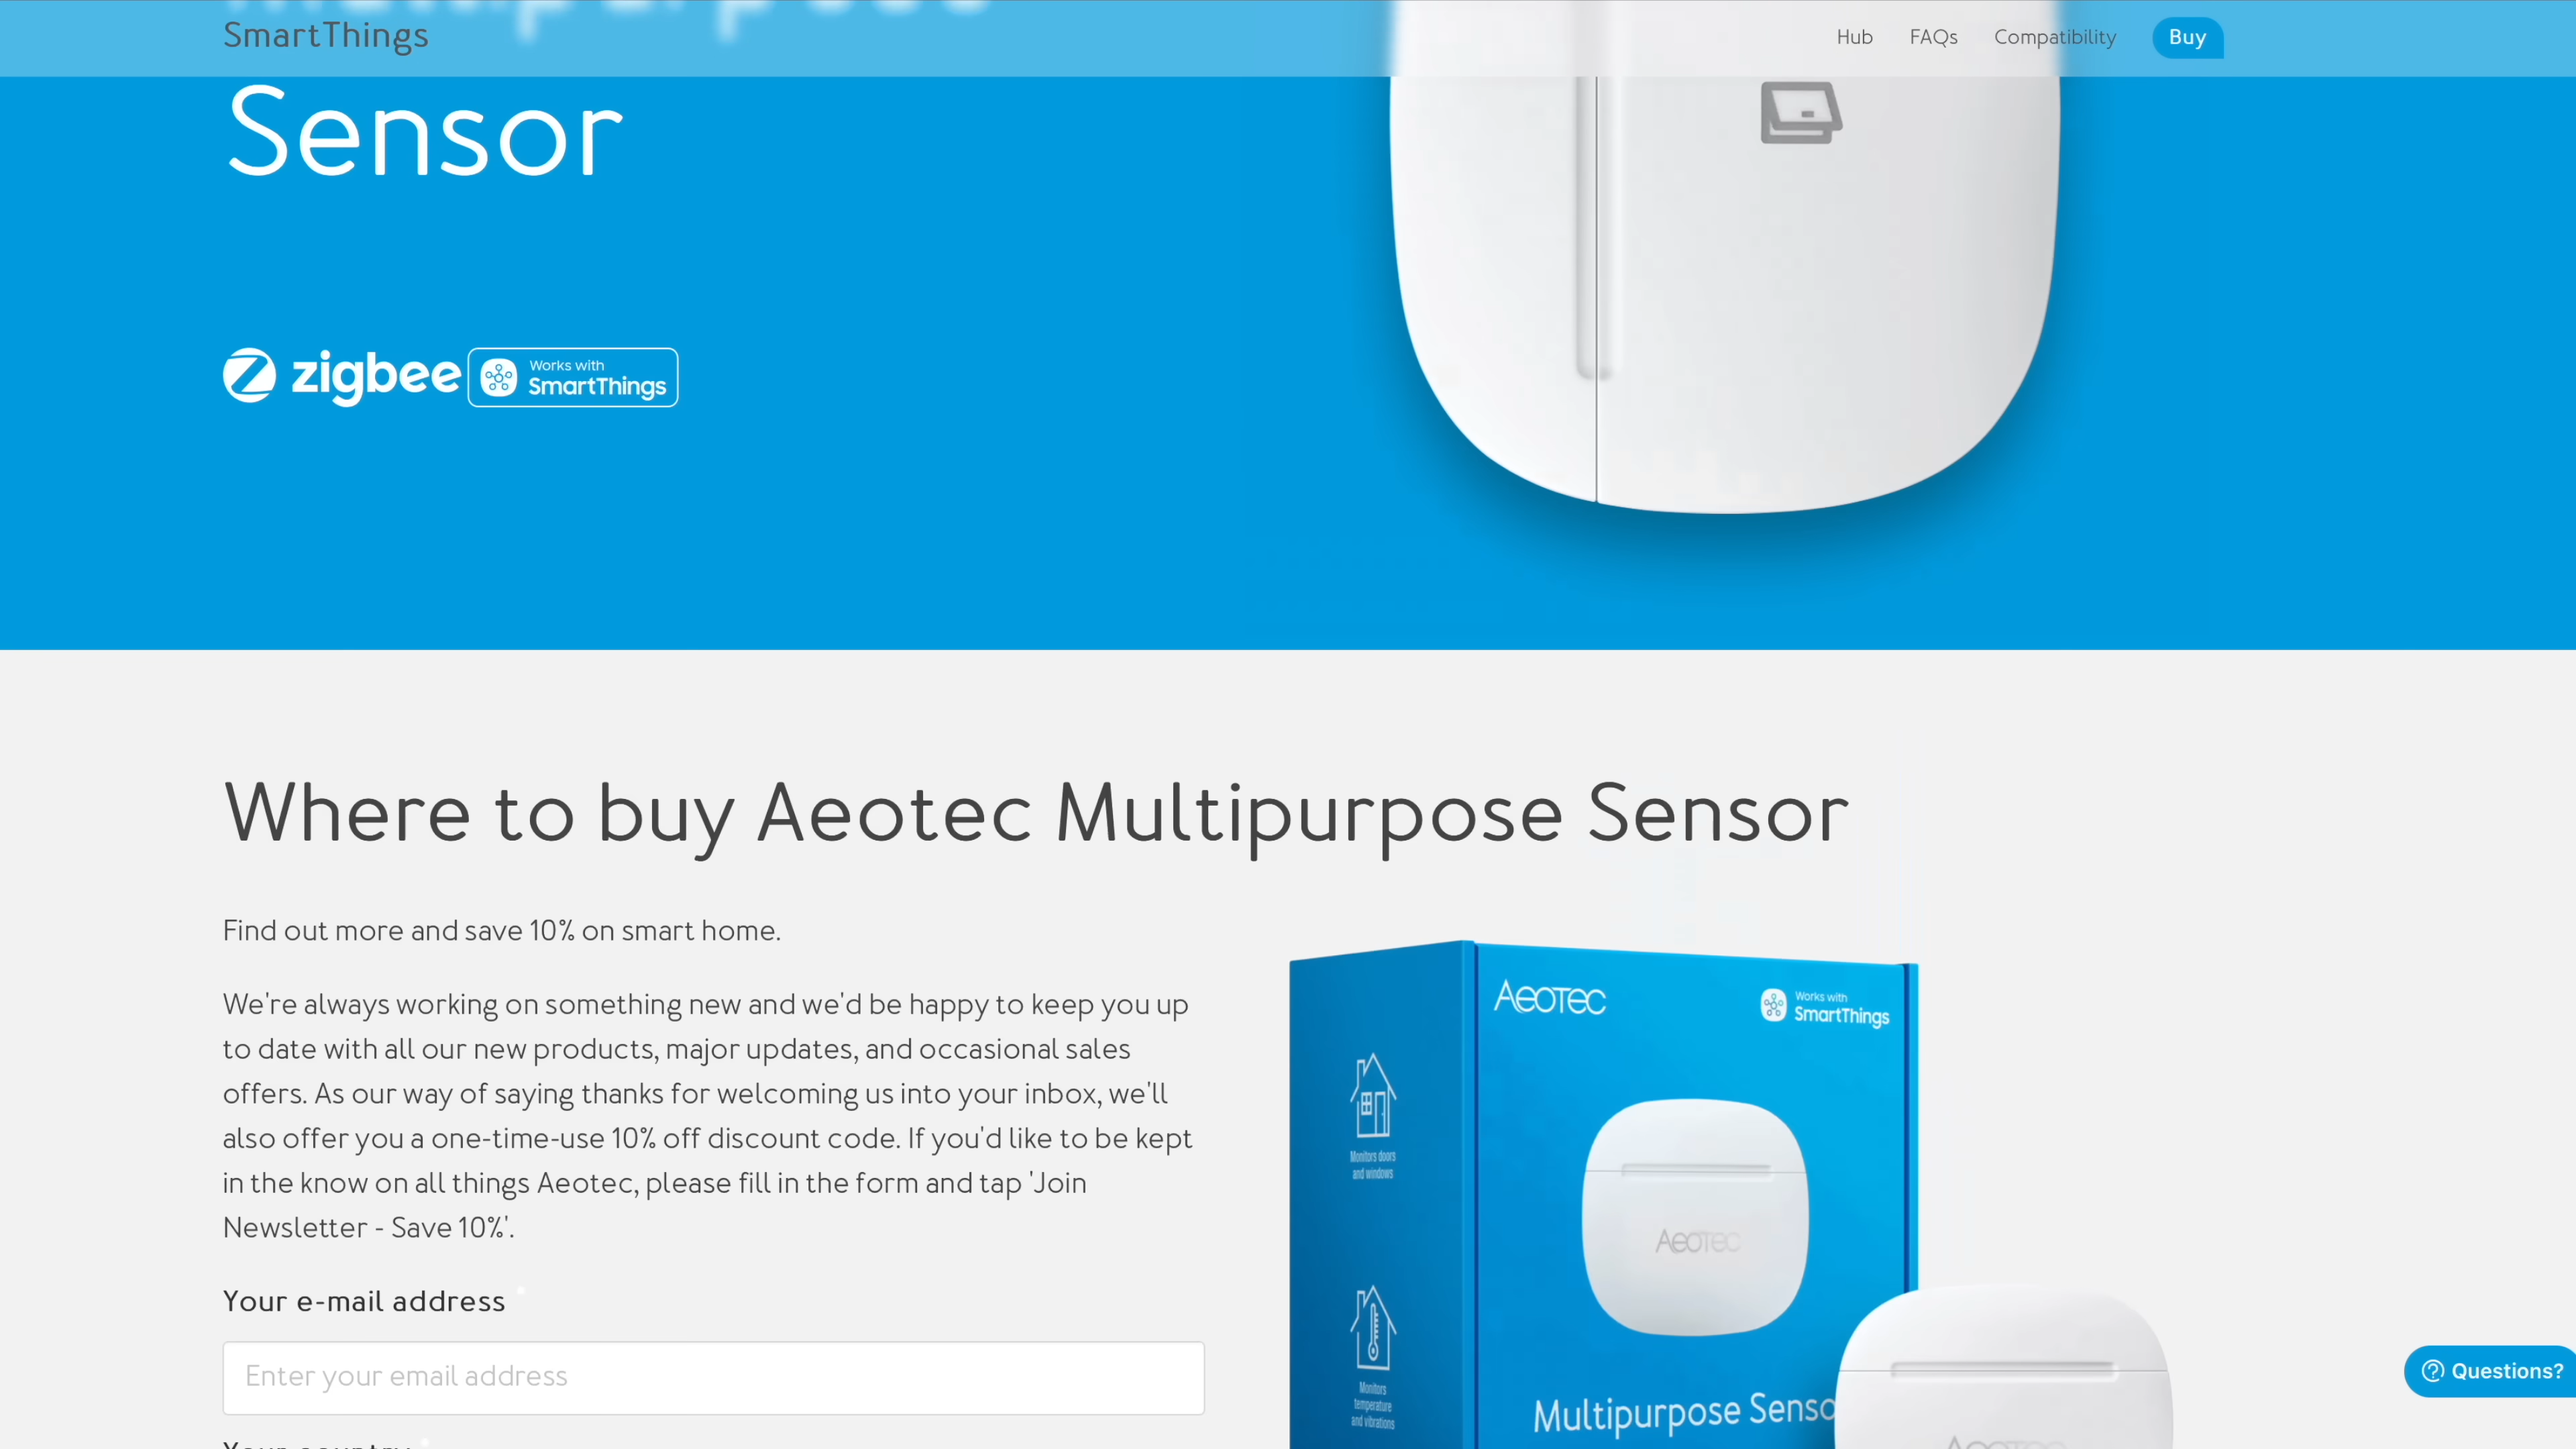 SmartThings
Hub FAQs Compatibility Buy
Sensor
zigbee
Works with
SmartThings
Where to buy Aeotec Multipurpose Sensor
Find out more and save 10% on smart home.
We're always working on something new and we'd be happy to keep you up
to date with all our new products, major updates, and occasional sales
offers. As our way of saying thanks for welcoming us into your inbox, we'll
also offer you a one-time-use 10% off discount code. If you'd like to be kept
in the know on all things Aeotec, please fill in the form and tap 'Join
Newsletter - Save 10%'.
Your e-mail address
Enter your email address
AEOTEC
Works with
SmartThings
Monitors doors
and windows
AEOTEC
Monitors
temperature
and vibrations
Multipurpose Senso
Questions?